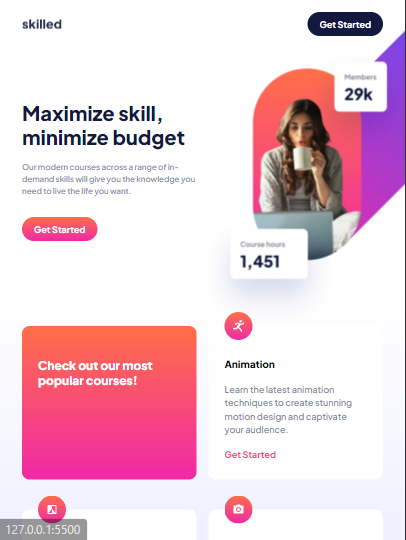 skilled
Get Started
Members
29k
Maximize skill,
minimize budget
Our modern courses across a range of in-
demand skills will give you the knowledge you
need to live the life you want.
Get Started
Course hours
1,451
Check out our most
popular courses!
Animation
Learn the latest animation
techniques to create stunning
motion design and captivate
your audience.
Get Started
127.0.0.1:5500